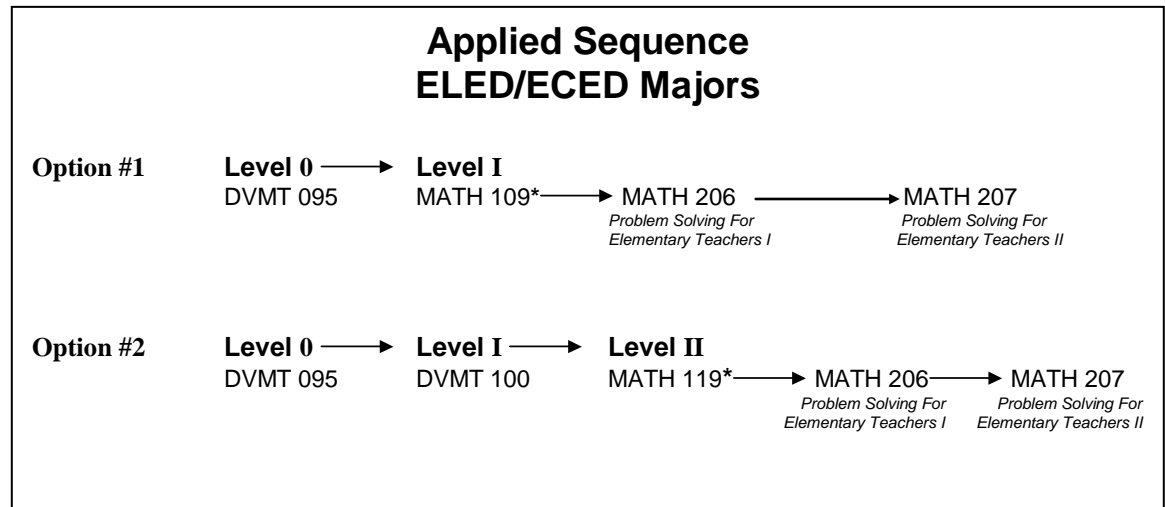 Applied Sequence
ELED/ECED Majors
Option #1 Level 0 Level I
DVMT 095 MATH 109* MATH 206 MATH 207
Problem Solving For Problem Solving For
Elementary Teachers I Elementary Teachers II
Option #2 Level 0 Level I Level II
DVMT 095 DVMT 100 MATH 119* MATH 206 MATH 207
Problem Solving For Problem Solving For
Elementary Teachers I Elementary Teachers II